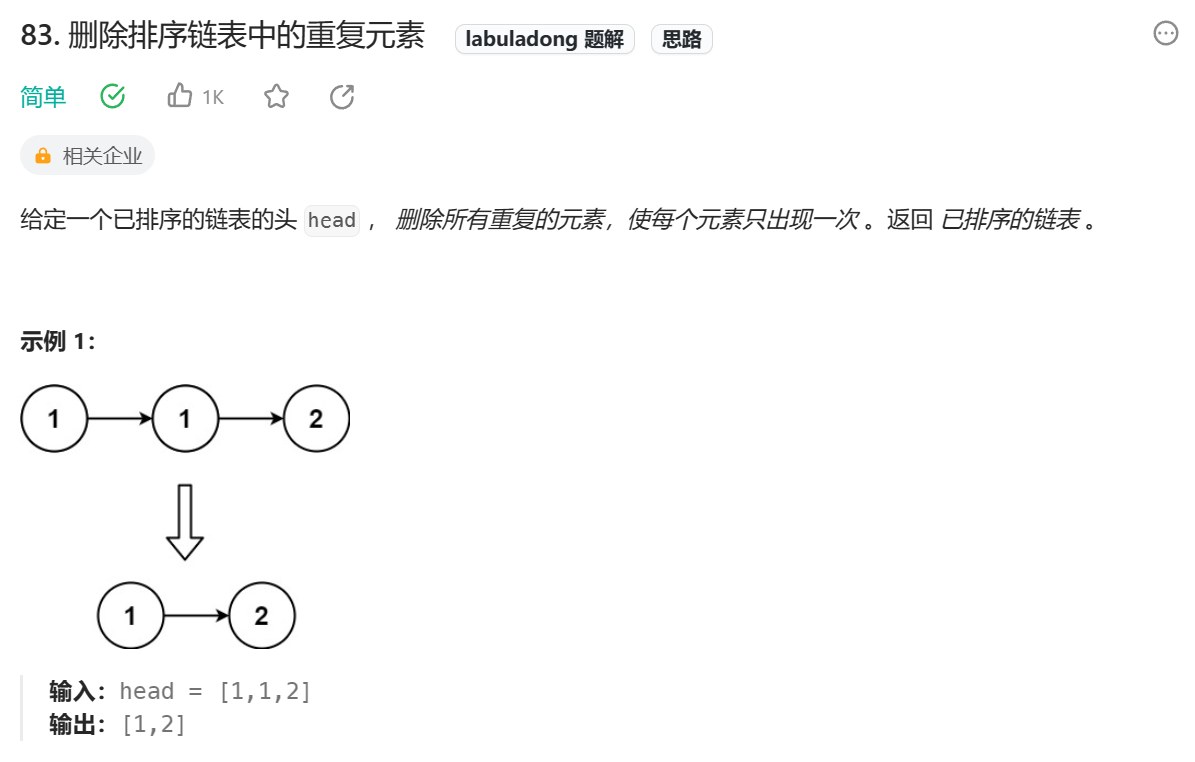 83. 删除排序链表中的重复元素 labuladong 题解 思路
简单 1K
相关企业
给定一个已排序的链表的头 head ， 删除所有重复的元素，使每个元素只出现一次 。返回 已排序的链表 。
示例 1：
1 1 2
1 2
输入：head = [1,1,2]
输出：[1,2]